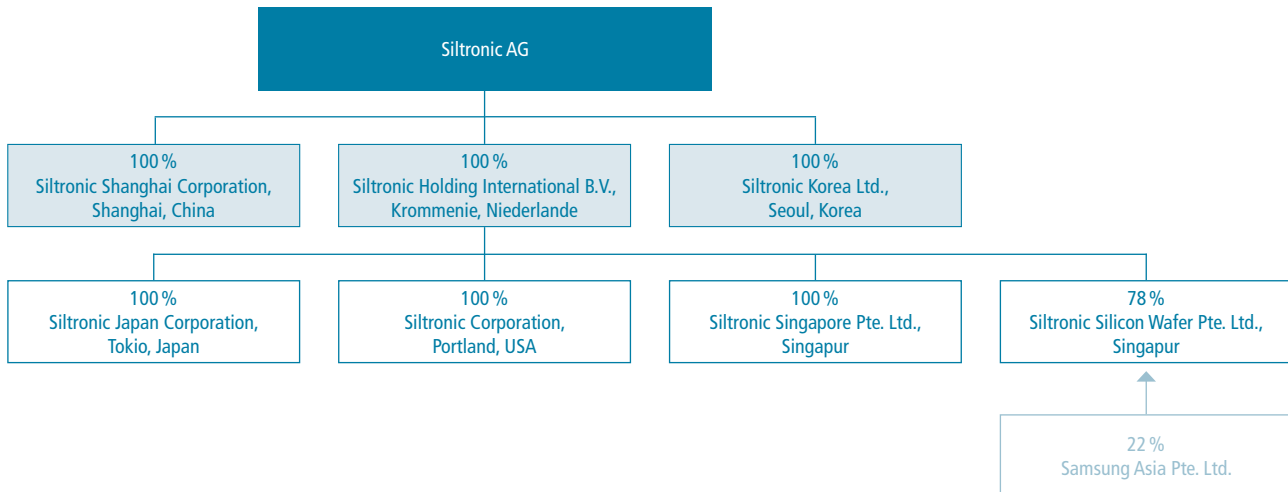 Siltronic AG
100 %
Siltronic Shanghai Corporation,
Shanghai, China
100 %
Siltronic Holding International B.V.,
Krommenie, Niederlande
100 %
Siltronic Korea Ltd.,
Seoul, Korea
100 %
Siltronic Japan Corporation,
Tokio, Japan
100 %
Siltronic Corporation,
Portland, USA
100 %
Siltronic Singapore Pte. Ltd.,
Singapur
78 %
Siltronic Silicon Wafer Pte. Ltd.,
Singapur
22 %
Samsung Asia Pte. Ltd.